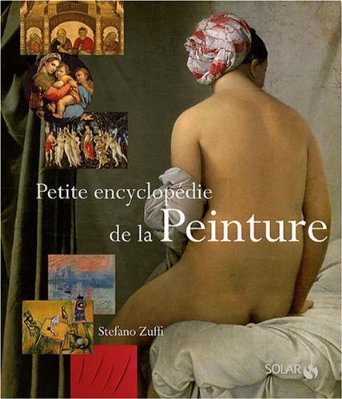 Petite encyclopédie
de la Peinture
Stefano Zuffi
SOLAR